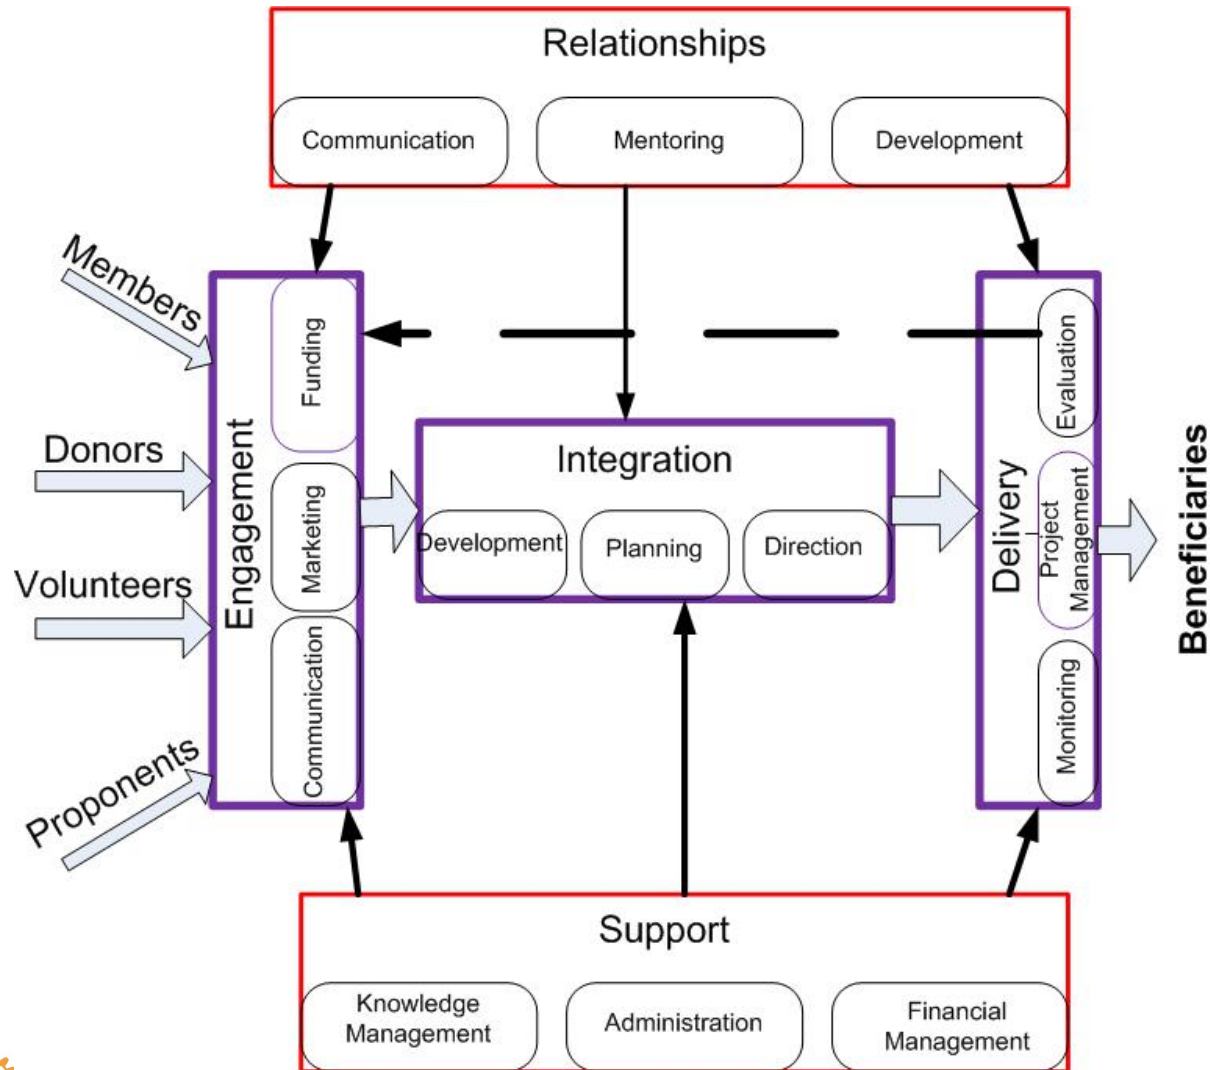 Relationships
Communication
Mentoring
Development
Members
Donors
Volunteers
Proponents
Engagement
Funding
Marketing
Communication
Integration
Development
Planning
Direction
Delivery
Evaluation
Project
Management
Monitoring
Beneficiaries
Support
Knowledge
Management
Administration
Financial
Management